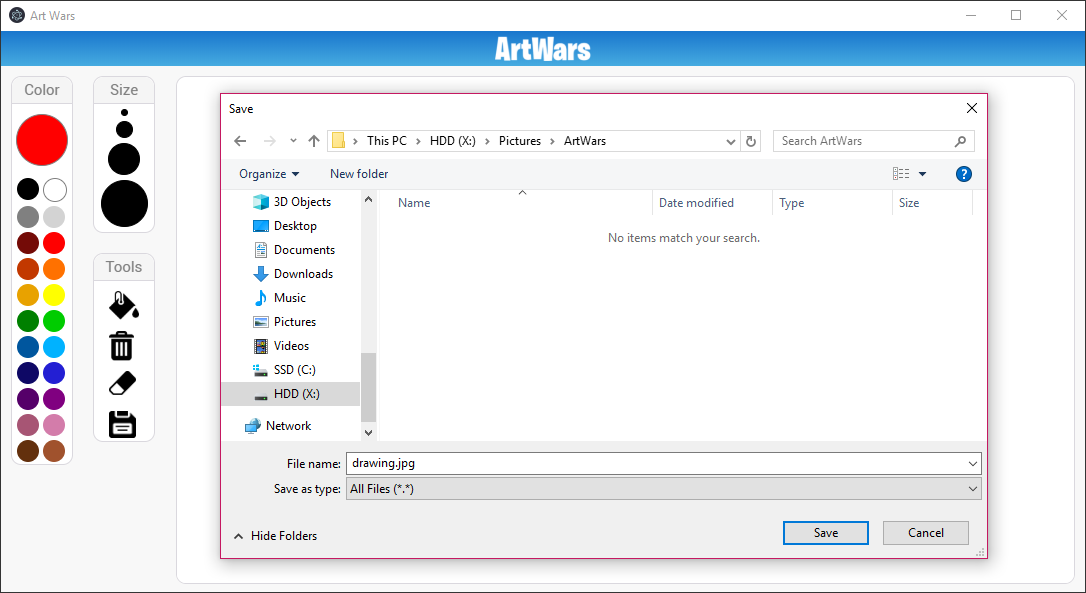 Art Wars
ArtWars
Color
Size
Tools
Save
This PC > HDD (X:) > Pictures > ArtWars
Search ArtWars
Organize
New folder
?
3D Objects
Desktop
Documents
Downloads
Music
Pictures
Videos
SSD (C:)
HDD (X:)
Network
Name
Date modified
Type
Size
No items match your search.
File name: drawing.jpg
Save as type: All Files (*.*)
Hide Folders
Save
Cancel